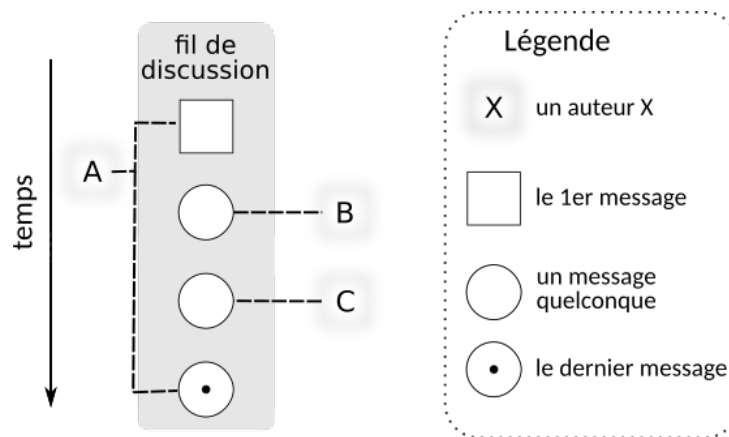 fil de
discussion
A
B
C
temps
Légende
X
un auteur X
le 1er message
un message
quelconque
le dernier message